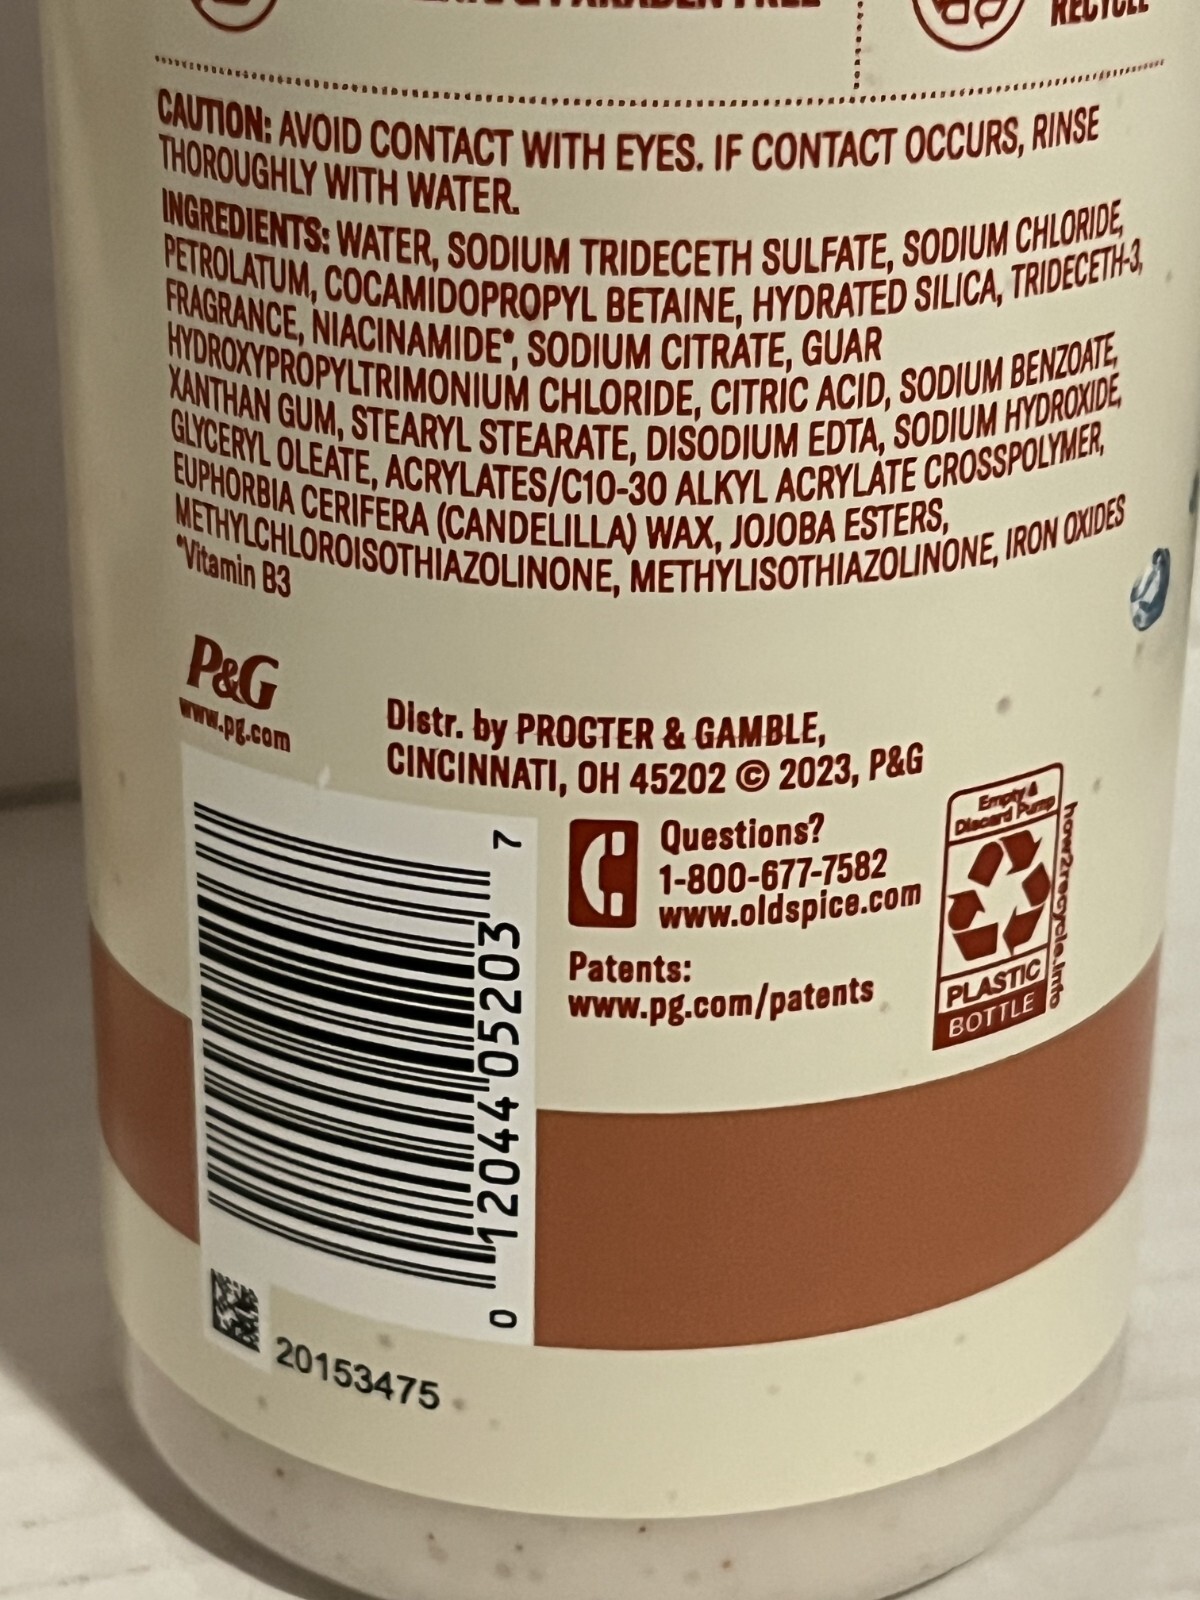 PARABEN FREE
RECYCLE
CAUTION: AVOID CONTACT WITH EYES. IF CONTACT OCCURS, RINSE
THOROUGHLY WITH WATER.
INGREDIENTS: WATER, SODIUM TRIDECETH SULFATE, SODIUM CHLORIDE,
PETROLATUM, COCAMIDOPROPYL BETAINE, HYDRATED SILICA, TRIDECETH-3,
FRAGRANCE, NIACINAMIDE*, SODIUM CITRATE, GUAR
HYDROXYPROPYLTRIMONIUM CHLORIDE, CITRIC ACID, SODIUM BENZOATE,
XANTHAN GUM, STEARYL STEARATE, DISODIUM EDTA, SODIUM HYDROXIDE,
GLYCERYL OLEATE, ACRYLATES/C10-30 ALKYL ACRYLATE CROSSPOLYMER,
EUPHORBIA CERIFERA (CANDELILLA) WAX, JOJOBA ESTERS,
METHYLCHLOROISOTHIAZOLINONE, METHYLISOTHIAZOLINONE, IRON OXIDES
*Vitamin B3
P&G
www.pg.com
Distr. by PROCTER & GAMBLE,
CINCINNATI, OH 45202 © 2023, P&G
Questions?
1-800-677-7582
www.oldspice.com
Patents:
www.pg.com/patents
Empty &
Discard Pump
PLASTIC
BOTTLE
how2recycle.info
0 12044 05203 7
20153475